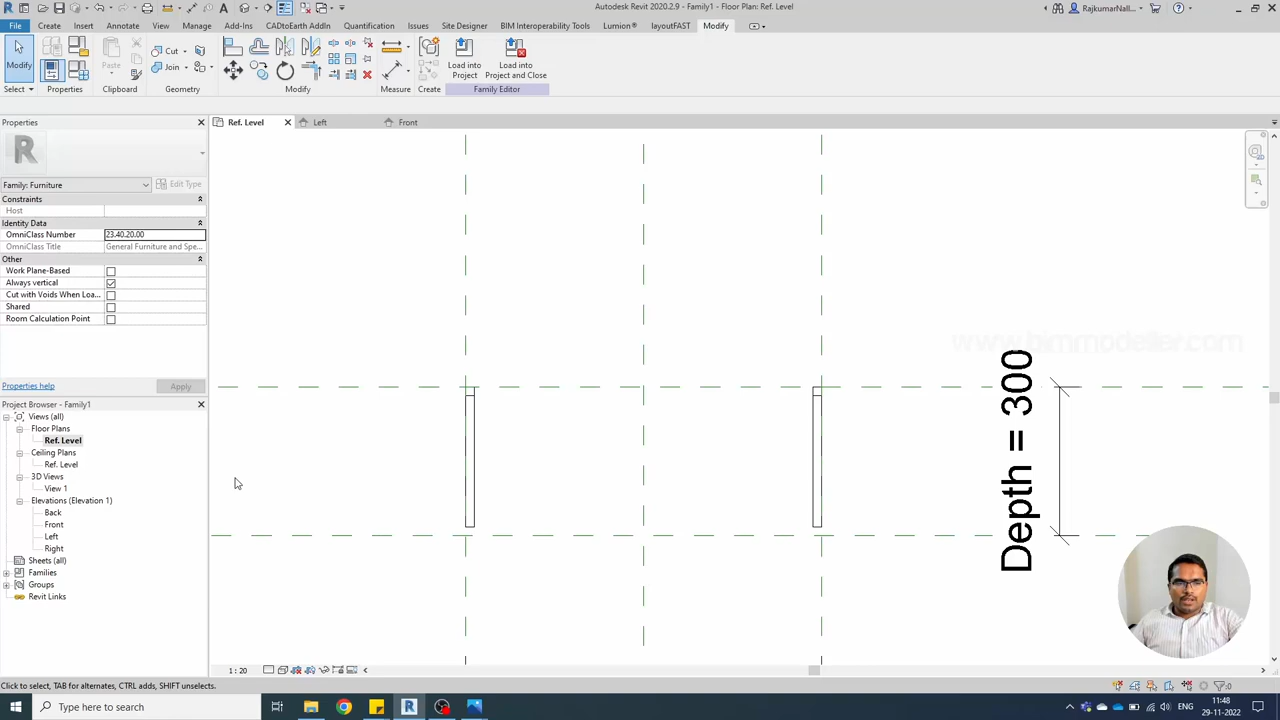 Autodesk Revit 2020.2.9 - Family1 - Floor Plan: Ref. Level
RajkumarNall...
File Create Insert Annotate View Manage Add-Ins Quantification Issues Site Designer BIM Interoperability Tools Lumion® layoutFAST Modify
Modify
Paste
Cut
Join
Load into
Project
Load into
Project and Close
Select Properties Clipboard Geometry Modify Measure Create Family Editor
Properties
Ref. Level
Left
Front
Family: Furniture
Edit Type
Constraints
Host
Identity Data
OmniClass Number 23.40.20.00
OmniClass Title General Furniture and Spe...
Other
Work Plane-Based
Always vertical
Cut with Voids When Loa...
Shared
Room Calculation Point
Properties help
Apply
Project Browser - Family1
Views (all)
Floor Plans
Ref. Level
Ceiling Plans
Ref. Level
3D Views
View 1
Elevations (Elevation 1)
Back
Front
Left
Right
Sheets (all)
Families
Groups
Revit Links
www.bimmodeller.com
Depth = 300
1 : 20
Click to select, TAB for alternates, CTRL adds, SHIFT unselects.
:0
Type here to search
ENG
11:48
29-11-2022